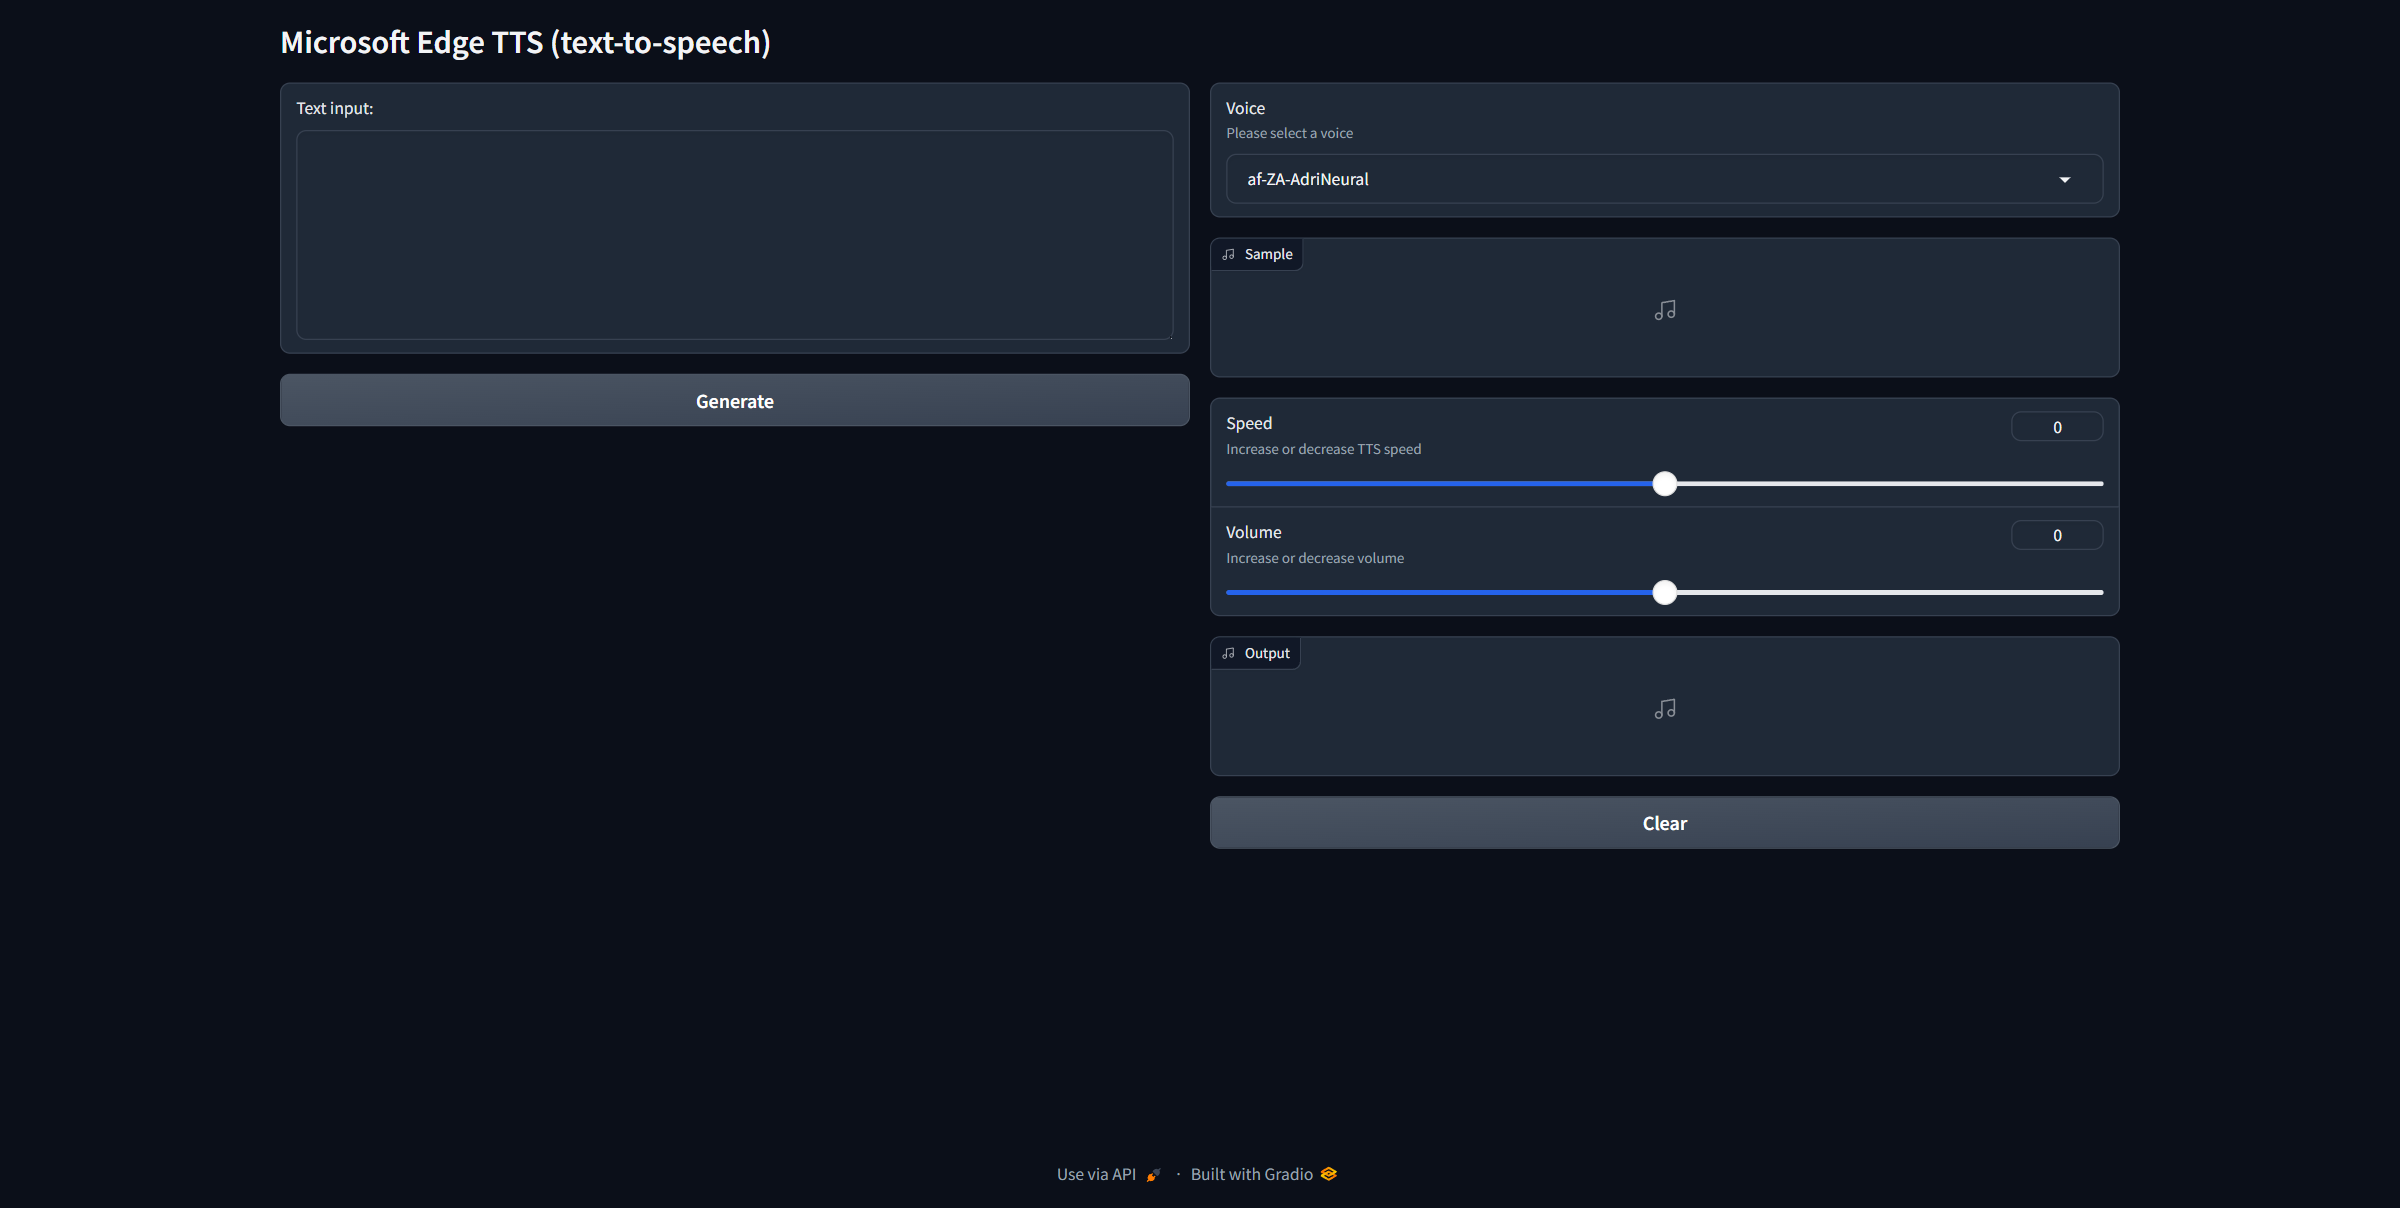 Microsoft Edge TTS (text-to-speech)
Text input:
Generate
Voice
Please select a voice
af-ZA-AdriNeural
Sample
Speed
0
Increase or decrease TTS speed
Volume
0
Increase or decrease volume
Output
Clear
Use via API · Built with Gradio